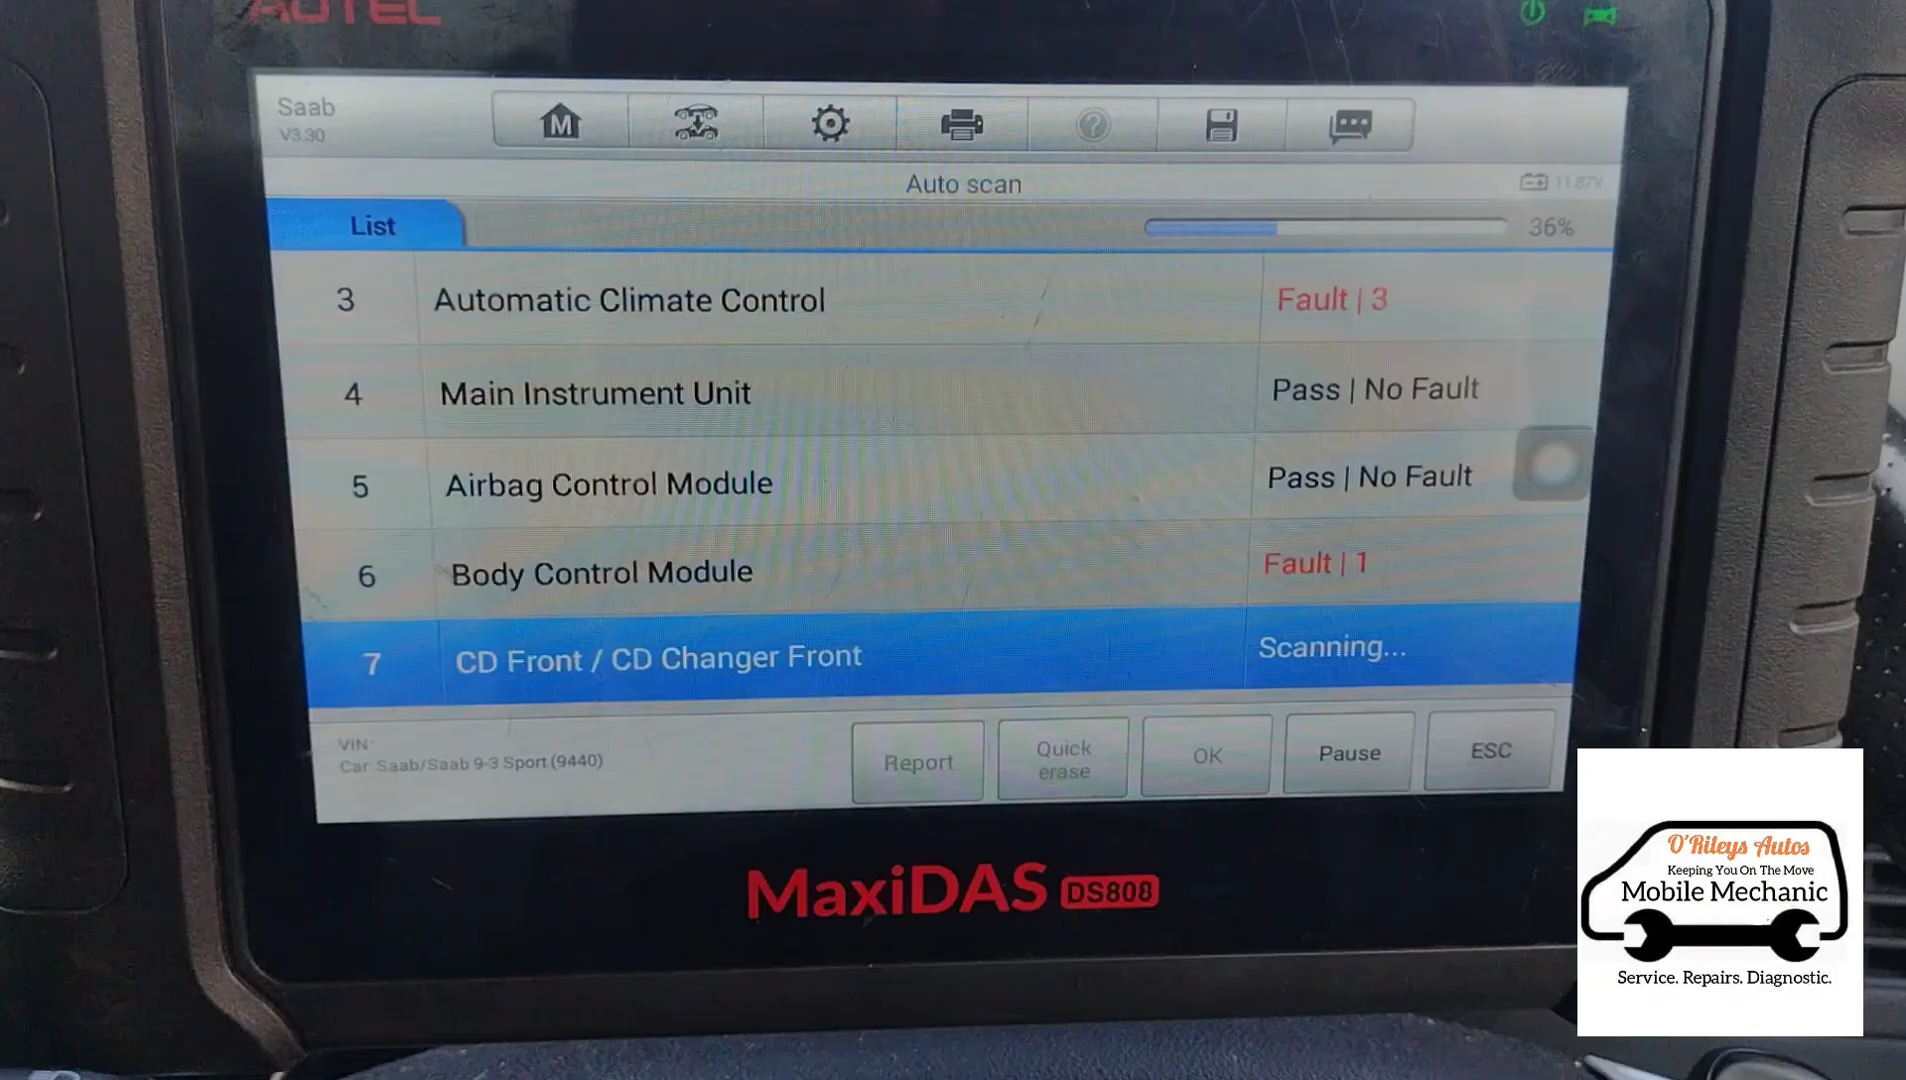 AUTEL
Saab
V3.30
M
Auto scan
11.87V
List
36%
3 Automatic Climate Control Fault | 3
4 Main Instrument Unit Pass | No Fault
5 Airbag Control Module Pass | No Fault
6 Body Control Module Fault | 1
7 CD Front / CD Changer Front Scanning...
VIN:
Car: Saab/Saab 9-3 Sport (9440)
Report
Quick
erase
OK
Pause
ESC
MaxiDAS DS808
O'Rileys Autos
Keeping You On The Move
Mobile Mechanic
Service. Repairs. Diagnostic.